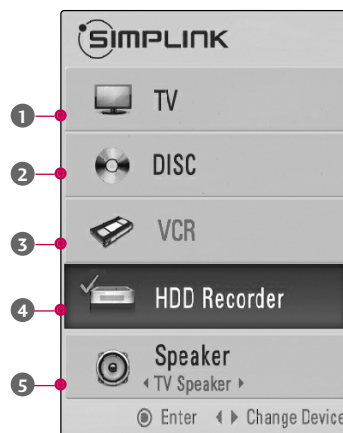 SIMPLINK
1 TV
2 DISC
3 VCR
4 HDD Recorder
5 Speaker
◀ TV Speaker ▶
◉ Enter ◀ ▶ Change Device